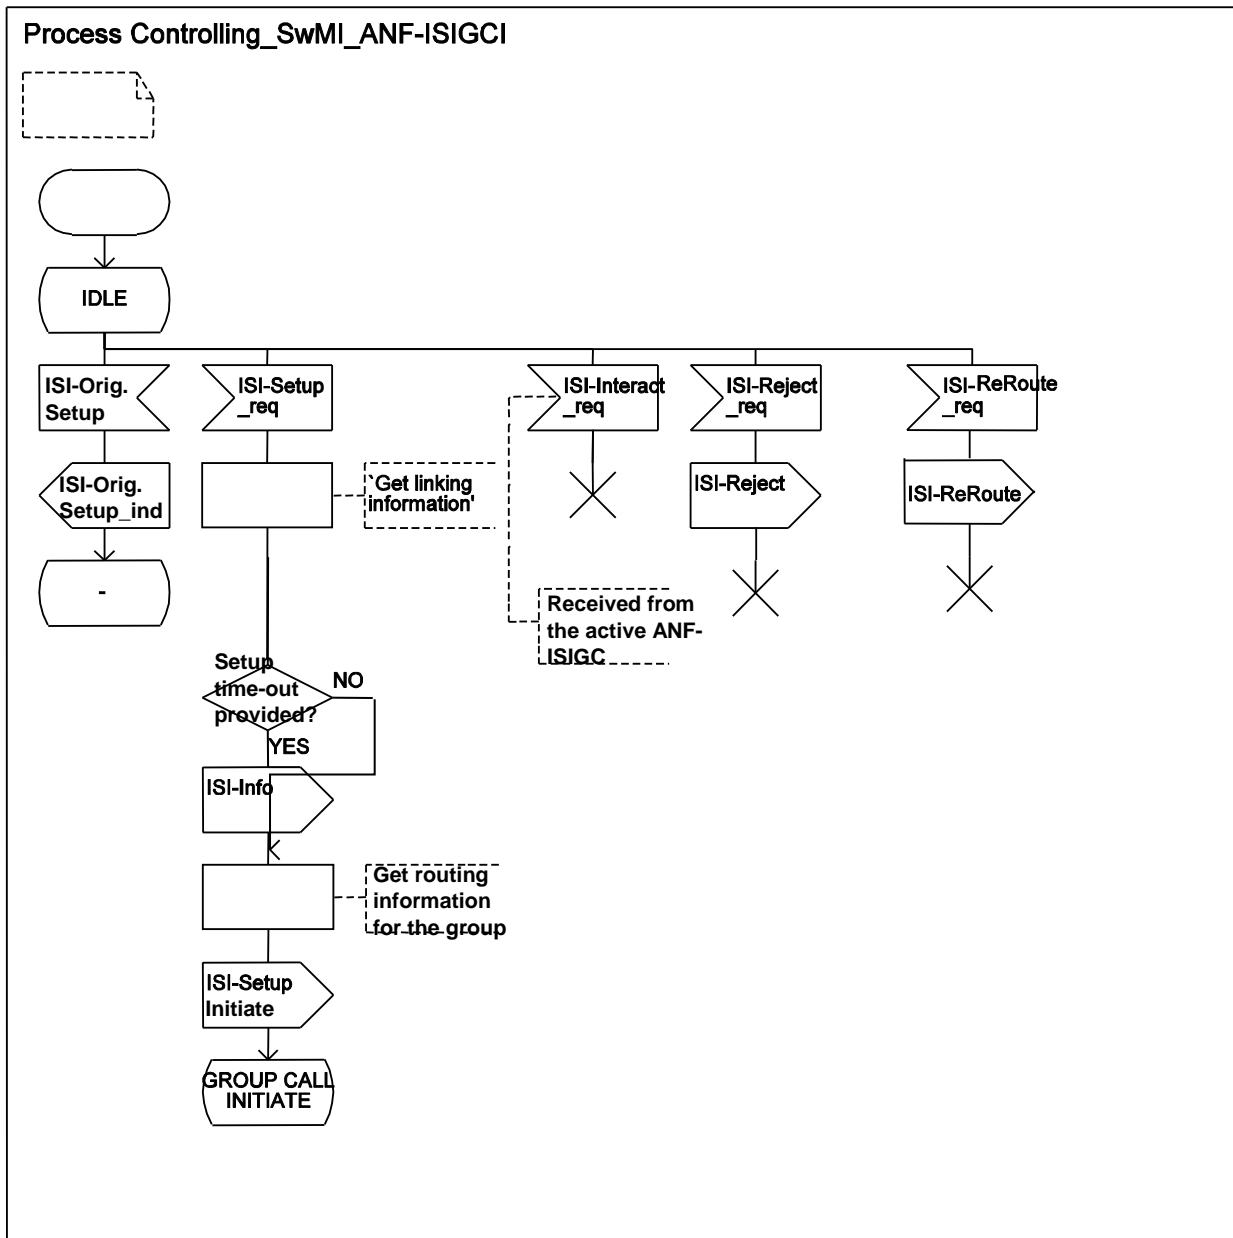 Process Controlling_SwMI_ANF-ISIGCI
IDLE
ISI-Orig.
Setup
ISI-Setup
_req
ISI-Interact
_req
ISI-Reject
_req
ISI-ReRoute
_req
ISI-Orig.
Setup_ind
`Get linking
information'
ISI-Reject
ISI-ReRoute
-
Received from
the active ANF-
ISIGC
Setup
time-out
provided?
NO
YES
ISI-Info
Get routing
information
for the group
ISI-Setup
Initiate
GROUP CALL
INITIATE